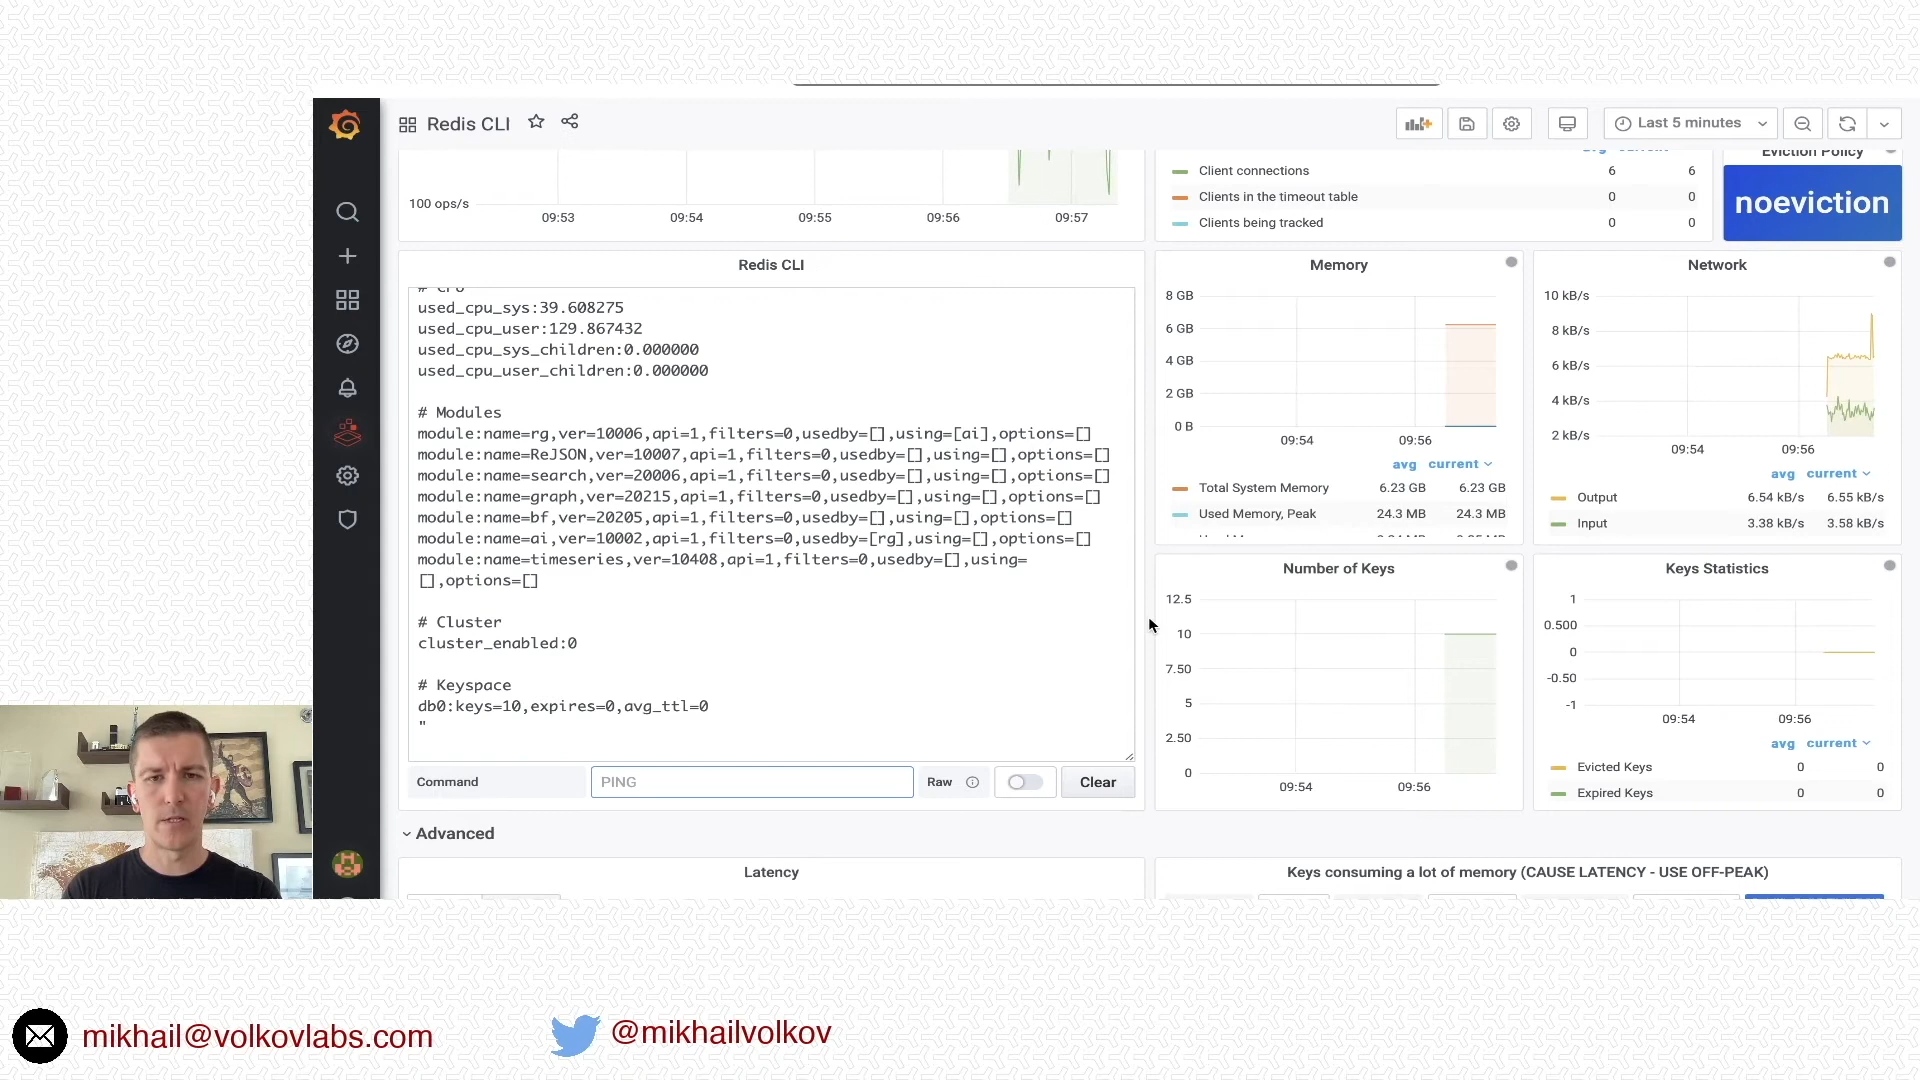 Redis CLI
Last 5 minutes
100 ops/s
09:53
09:54
09:55
09:56
09:57
avg current
Client connections 6 6
Clients in the timeout table 0 0
Clients being tracked 0 0
Eviction Policy
noeviction
Redis CLI
# CPU
used_cpu_sys:39.608275
used_cpu_user:129.867432
used_cpu_sys_children:0.000000
used_cpu_user_children:0.000000
# Modules
module:name=rg,ver=10006,api=1,filters=0,usedby=[],using=[ai],options=[]
module:name=ReJSON,ver=10007,api=1,filters=0,usedby=[],using=[],options=[]
module:name=search,ver=20006,api=1,filters=0,usedby=[],using=[],options=[]
module:name=graph,ver=20215,api=1,filters=0,usedby=[],using=[],options=[]
module:name=bf,ver=20205,api=1,filters=0,usedby=[],using=[],options=[]
module:name=ai,ver=10002,api=1,filters=0,usedby=[rg],using=[],options=[]
module:name=timeseries,ver=10408,api=1,filters=0,usedby=[],using=
[],options=[]
# Cluster
cluster_enabled:0
# Keyspace
db0:keys=10,expires=0,avg_ttl=0
"
Command
PING
Raw
Clear
Memory
8 GB
6 GB
4 GB
2 GB
0 B
09:54
09:56
avg current
Total System Memory 6.23 GB 6.23 GB
Used Memory, Peak 24.3 MB 24.3 MB
Network
10 kB/s
8 kB/s
6 kB/s
4 kB/s
2 kB/s
09:54
09:56
avg current
Output 6.54 kB/s 6.55 kB/s
Input 3.38 kB/s 3.58 kB/s
Number of Keys
12.5
10
7.50
5
2.50
0
09:54
09:56
Keys Statistics
1
0.500
0
-0.50
-1
09:54
09:56
avg current
Evicted Keys 0 0
Expired Keys 0 0
Advanced
Latency
Keys consuming a lot of memory (CAUSE LATENCY - USE OFF-PEAK)
mikhail@volkovlabs.com
@mikhailvolkov